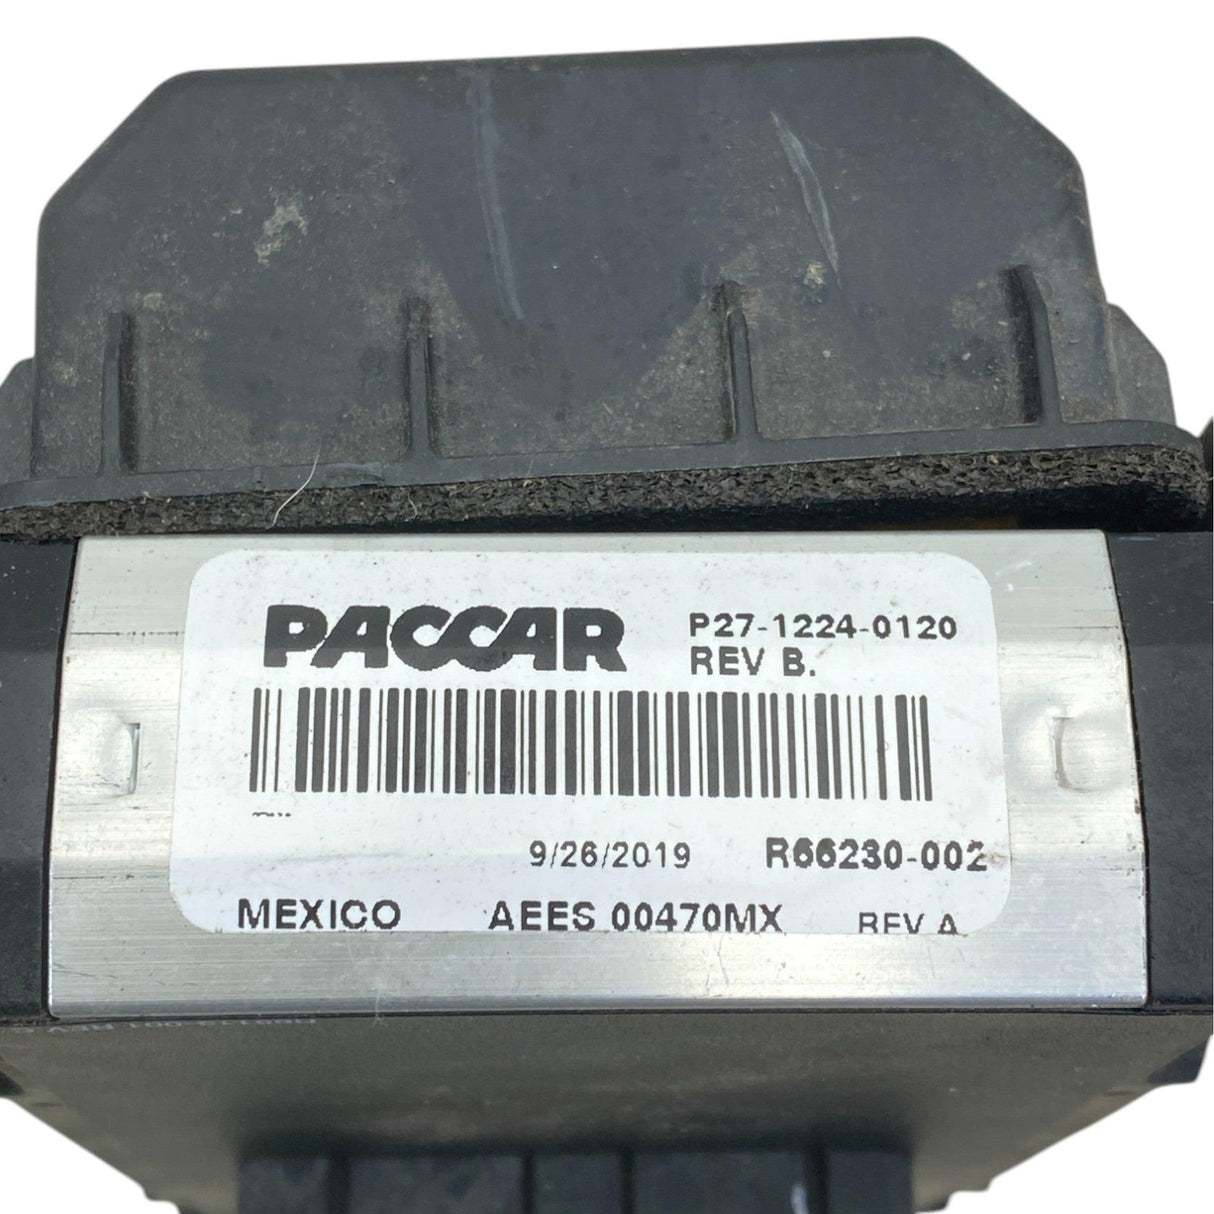 PACCAR
P27-1224-0120
REV B.
9/26/2019 R66230-002
MEXICO AEES 00470MX REV A